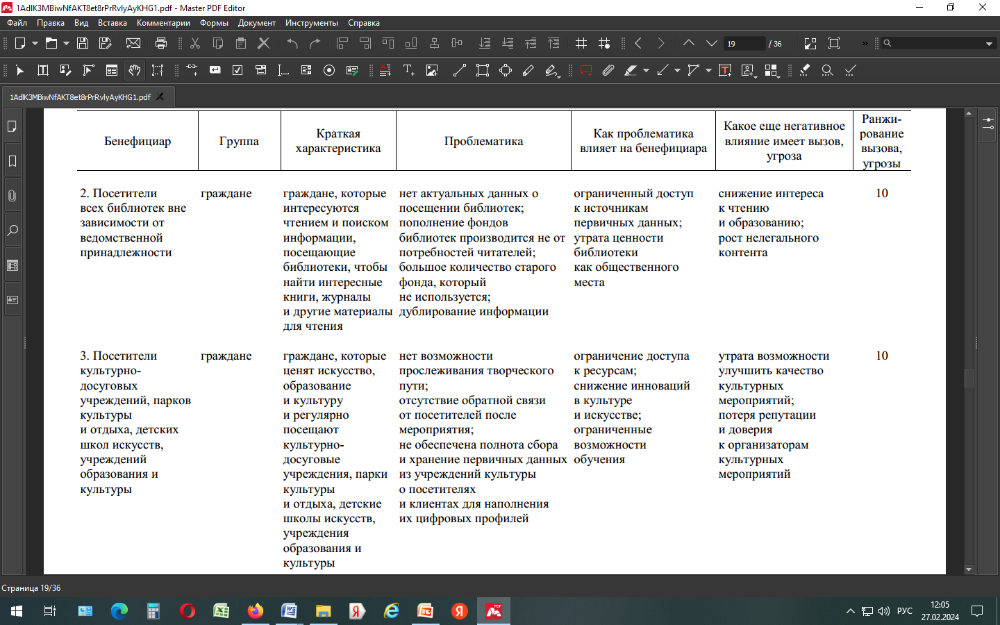 1AdlK3MBiwNfAKT8et8rPrRvlyAyKHG1.pdf - Master PDF Editor
Файл Правка Вид Вставка Комментарии Формы Документ Инструменты Справка
19 / 36
1AdlK3MBiwNfAKT8et8rPrRvlyAyKHG1.pdf
Бенефициар
Группа
Краткая
характеристика
Проблематика
Как проблематика
влияет на бенефициара
Какое еще негативное
влияние имеет вызов,
угроза
Ранжи-
рование
вызова,
угрозы
2. Посетители
всех библиотек вне
зависимости от
ведомственной
принадлежности
граждане
граждане, которые
интересуются
чтением и поиском
информации,
посещающие
библиотеки, чтобы
найти интересные
книги, журналы
и другие материалы
для чтения
нет актуальных данных о
посещении библиотек;
пополнение фондов
библиотек производится не от
потребностей читателей;
большое количество старого
фонда, который
не используется;
дублирование информации
ограниченный доступ
к источникам
первичных данных;
утрата ценности
библиотеки
как общественного
места
снижение интереса
к чтению
и образованию;
рост нелегального
контента
10
3. Посетители
культурно-
досуговых
учреждений, парков
культуры
и отдыха, детских
школ искусств,
учреждений
образования и
культуры
граждане
граждане, которые
ценят искусство,
образование
и культуру
и регулярно
посещают
культурно-
досуговые
учреждения, парки
культуры
и отдыха, детские
школы искусств,
учреждения
образования и
культуры
нет возможности
прослеживания творческого
пути;
отсутствие обратной связи
от посетителей после
мероприятия;
не обеспечена полнота сбора
и хранение первичных данных
из учреждений культуры
о посетителях
и клиентах для наполнения
их цифровых профилей
ограничение доступа
к ресурсам;
снижение инноваций
в культуре
и искусстве;
ограниченные
возможности
обучения
утрата возможности
улучшить качество
культурных
мероприятий;
потеря репутации
и доверия
к организаторам
культурных
мероприятий
10
Страница 19/36
РУС
12:05
27.02.2024